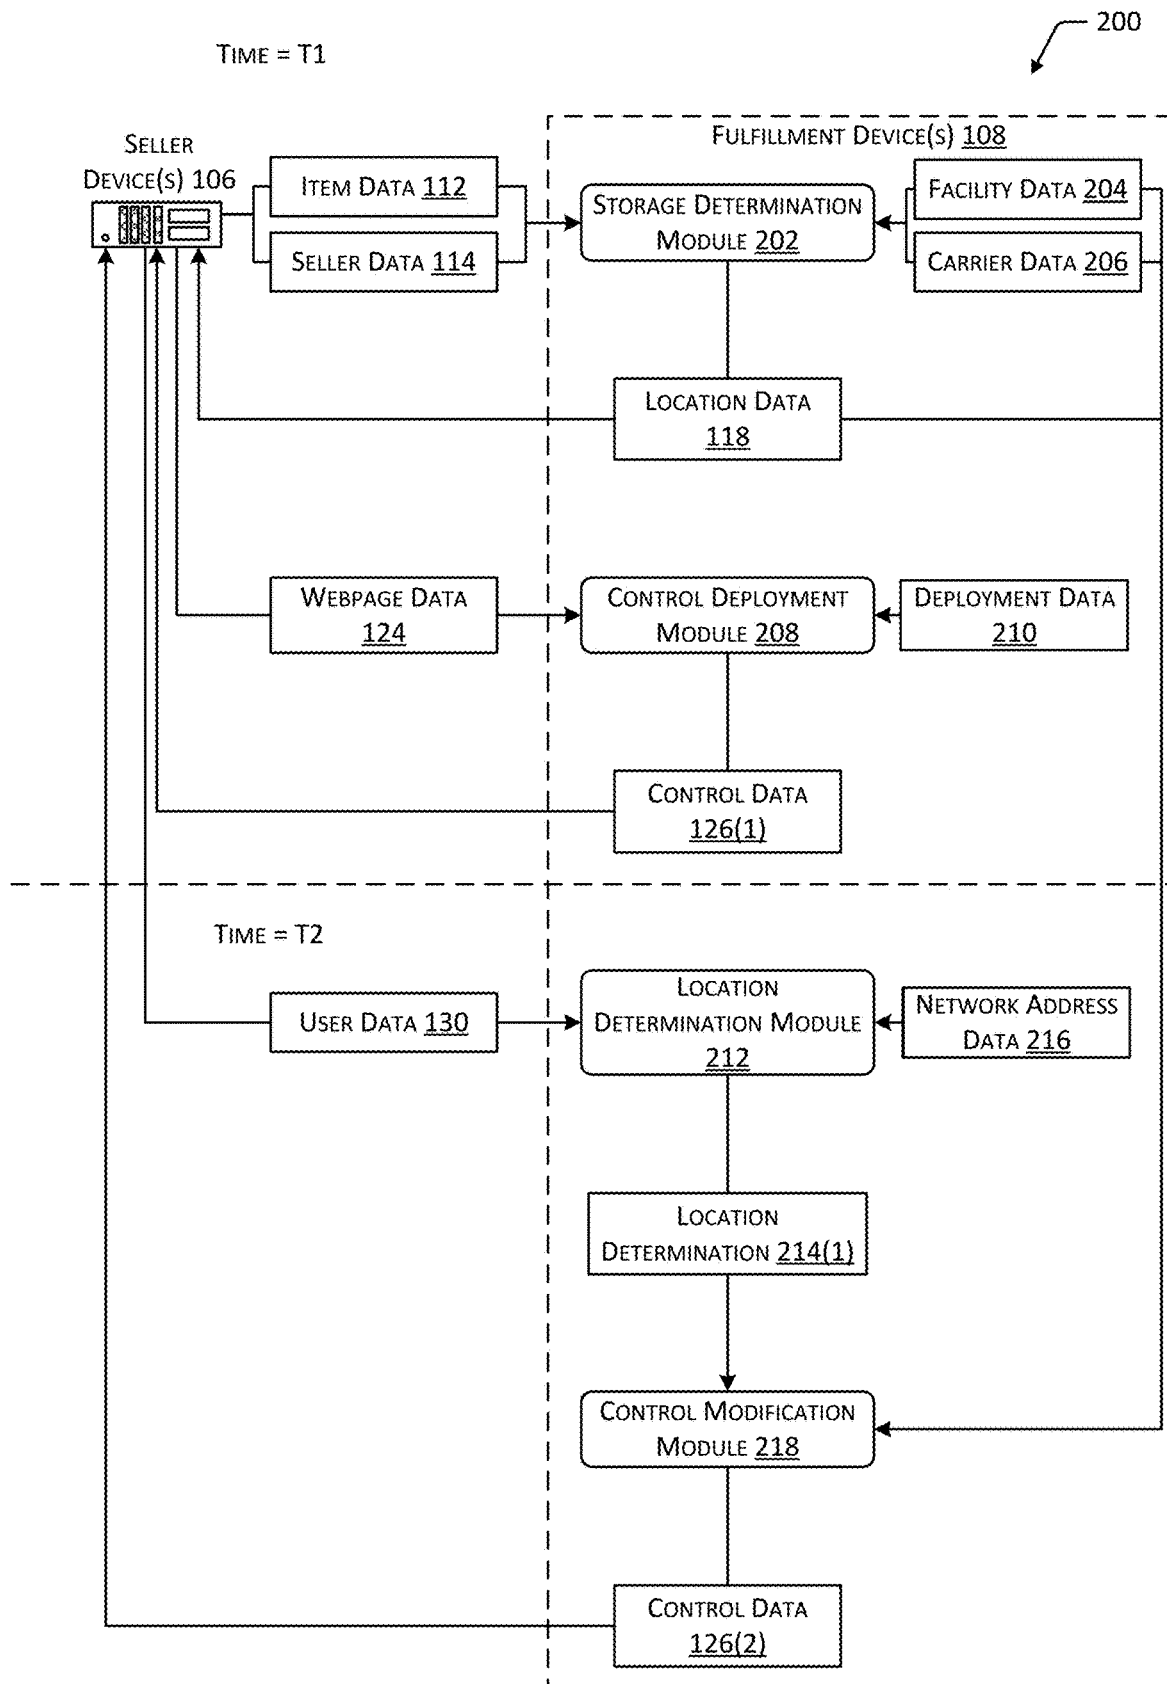 200
Time = T1
Fulfillment Device(s) 108
Seller
Device(s) 106
Item Data 112
Seller Data 114
Storage Determination
Module 202
Facility Data 204
Carrier Data 206
Location Data
118
Webpage Data
124
Control Deployment
Module 208
Deployment Data
210
Control Data
126(1)
Time = T2
User Data 130
Location
Determination Module
212
Network Address
Data 216
Location
Determination 214(1)
Control Modification
Module 218
Control Data
126(2)